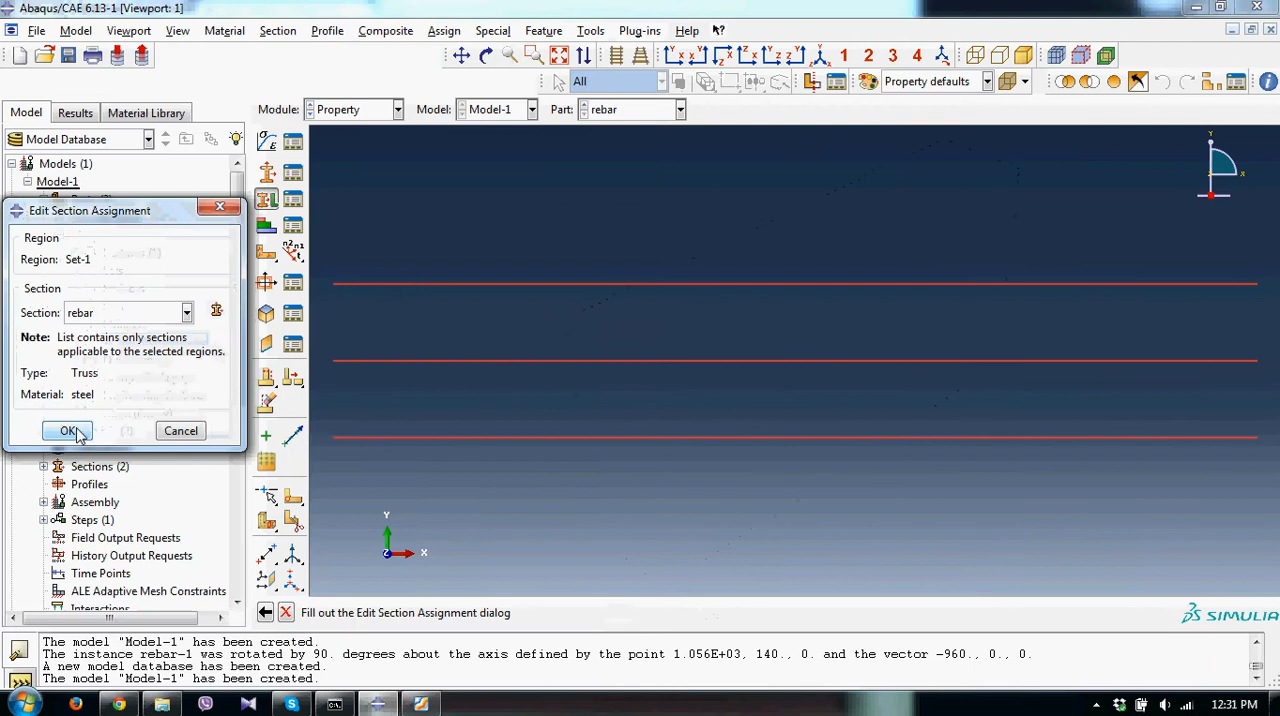 Abaqus/CAE 6.13-1 [Viewport: 1]
File Model Viewport View Material Section Profile Composite Assign Special Feature Tools Plug-ins Help
1 2 3 4
All
Property defaults
Model Results Material Library
Module: Property Model: Model-1 Part: rebar
Model Database
Models (1)
Model-1
Edit Section Assignment
Region
Region: Set-1
Section
Section: rebar
Note: List contains only sections
applicable to the selected regions.
Type: Truss
Material: steel
OK Cancel
Sections (2)
Profiles
Assembly
Steps (1)
Field Output Requests
History Output Requests
Time Points
ALE Adaptive Mesh Constraints
Interactions
Y
X
Y
X
Z
Fill out the Edit Section Assignment dialog
SIMULIA
The model "Model-1" has been created.
The instance rebar-1 was rotated by 90. degrees about the axis defined by the point 1.056E+03, 140., 0. and the vector -960., 0., 0.
A new model database has been created.
The model "Model-1" has been created.
12:31 PM